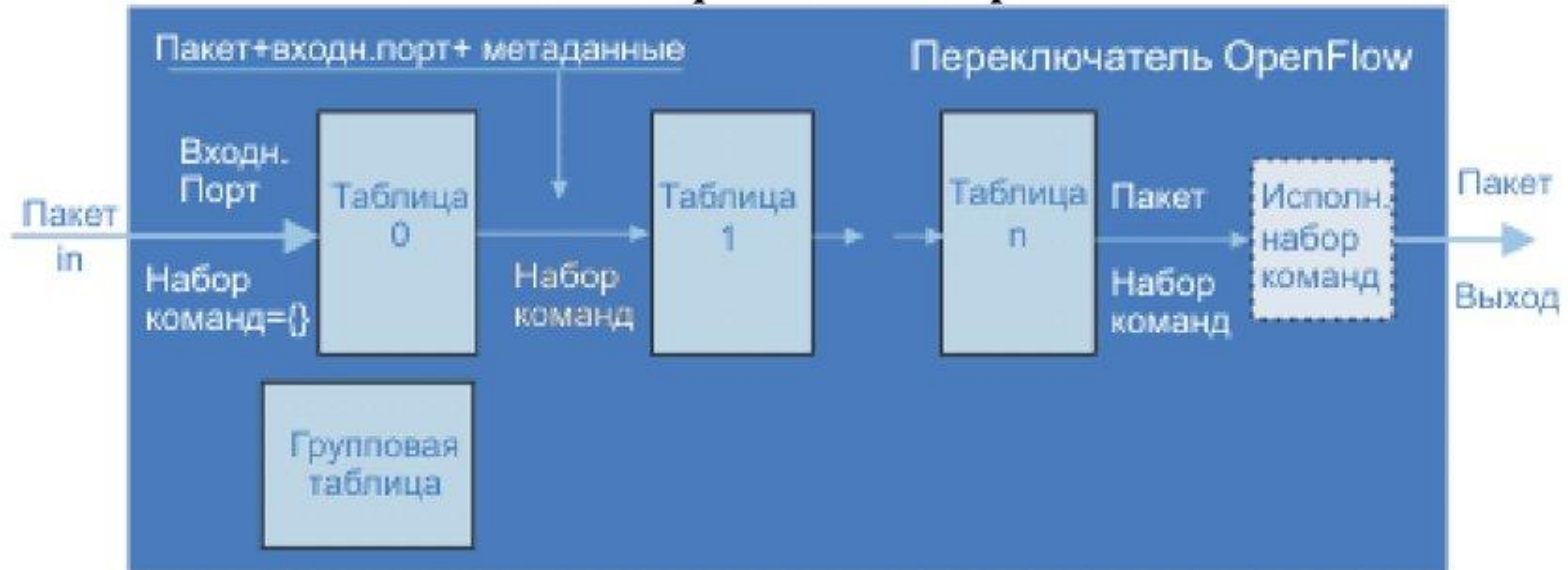 Пакет+входн.порт+ метаданные
Переключатель OpenFlow
Входн.
Порт
Пакет
in
Набор
команд={}
Таблица
0
Набор
команд
Таблица
1
Таблица
n
Пакет
Набор
команд
Исполн.
набор
команд
Пакет
Выход
Групповая
таблица